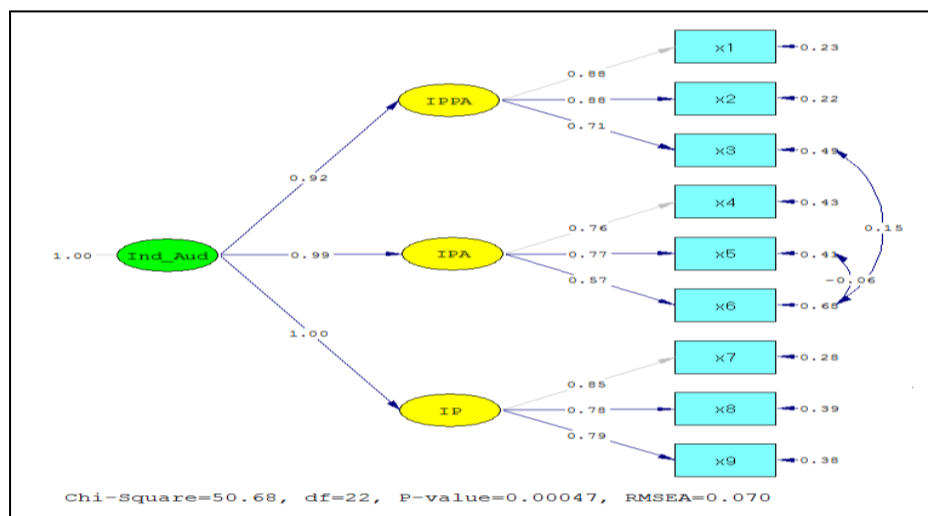 x1
0.23
0.88
IPPA
0.88
x2
0.22
0.71
x3
0.49
0.92
x4
0.43
0.76
0.15
1.00
Ind_Aud
0.99
IPA
0.77
x5
0.41
-0.06
0.57
x6
0.68
1.00
x7
0.28
0.85
IP
0.78
x8
0.39
0.79
x9
0.38
Chi-Square=50.68, df=22, P-value=0.00047, RMSEA=0.070